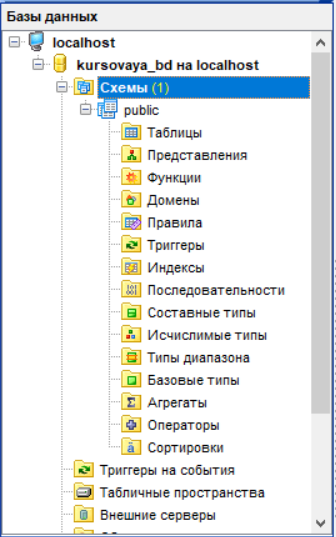 Базы данных
localhost
kursovaya_bd на localhost
Схемы (1)
public
Таблицы
Представления
Функции
Домены
Правила
Триггеры
Индексы
Последовательности
Составные типы
Исчислимые типы
Типы диапазона
Базовые типы
Агрегаты
Операторы
Сортировки
Триггеры на события
Табличные пространства
Внешние серверы